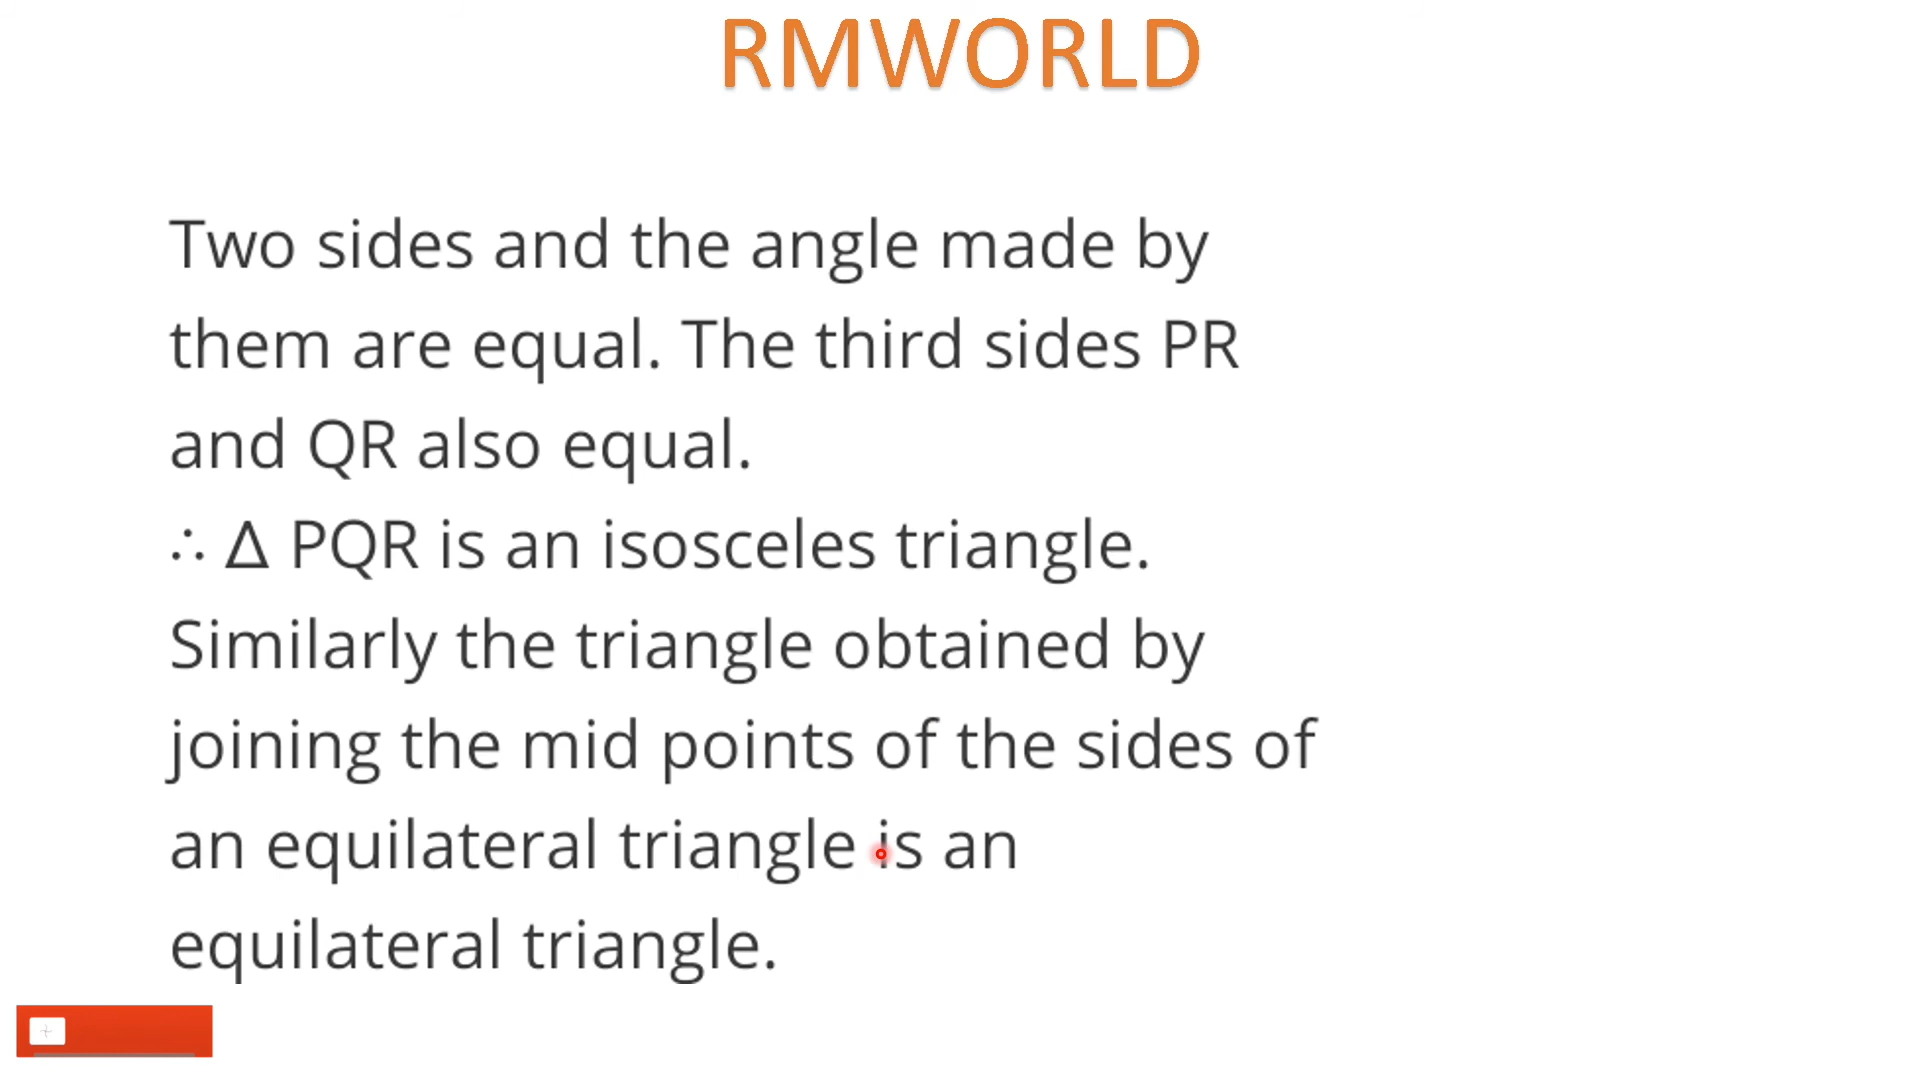 RMWORLD
Two sides and the angle made by
them are equal. The third sides PR
and QR also equal.
∴ Δ PQR is an isosceles triangle.
Similarly the triangle obtained by
joining the mid points of the sides of
an equilateral triangle is an
equilateral triangle.